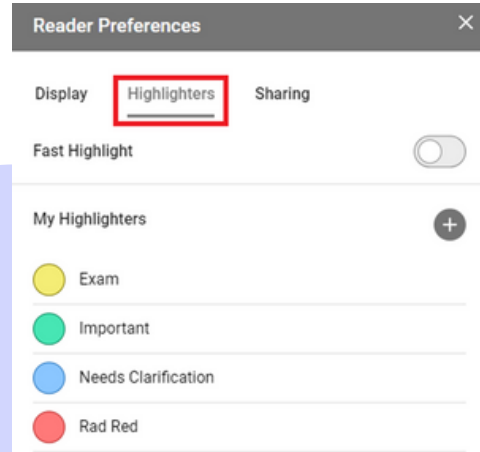 Reader Preferences
Display Highlighters Sharing
Fast Highlight
My Highlighters
Exam
Important
Needs Clarification
Rad Red